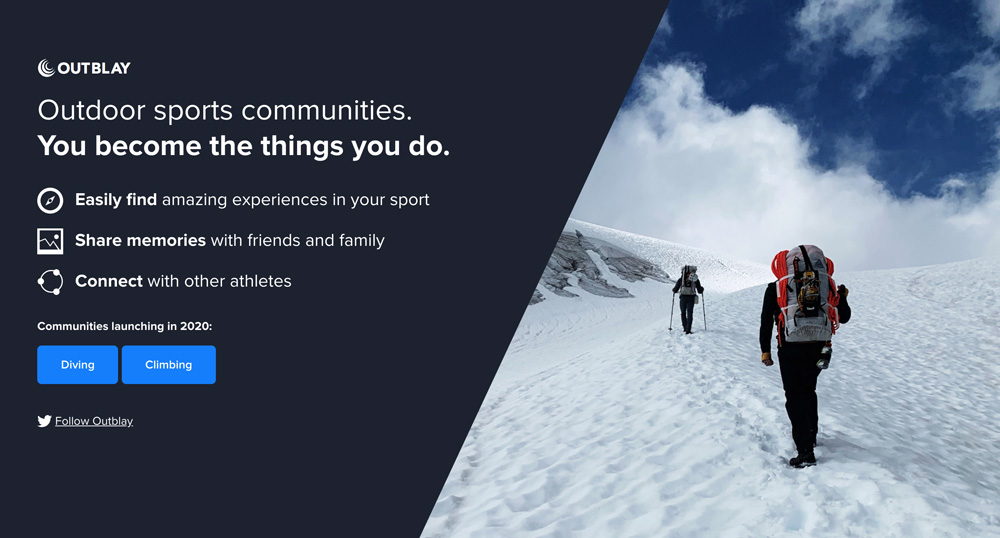 OUTBLAY
Outdoor sports communities.
You become the things you do.
Easily find amazing experiences in your sport
Share memories with friends and family
Connect with other athletes
Communities launching in 2020:
Diving
Climbing
Follow Outblay